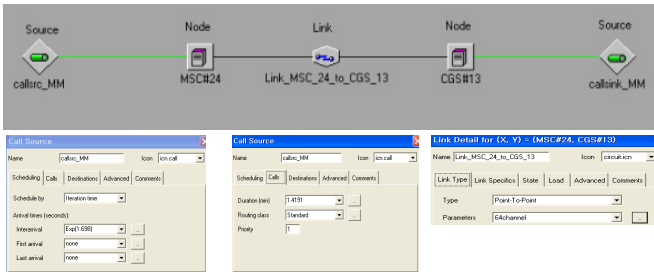 Source Node Link Node Source
callsrc_MM MSC#24 Link_MSC_24_to_CGS_13 CGS#13 callsink_MM
Call Source
Name callsrc_MM Icon icn.call
Scheduling Calls Destinations Advanced Comments
Schedule by Iteration time
Arrival times (seconds):
Interarrival Exp(1.698) ...
First arrival none ...
Last arrival none ...
Call Source
Name callsrc_MM Icon icn.call
Scheduling Calls Destinations Advanced Comments
Duration (min) 1.4191 ...
Routing class Standard ...
Priority 1
Link Detail for (X, Y) = (MSC#24, CGS#13)
Name Link_MSC_24_to_CGS_13 Icon circuit.icn
Link Type Link Specifics State Load Advanced Comments
Type Point-To-Point
Parameters 64channel ...